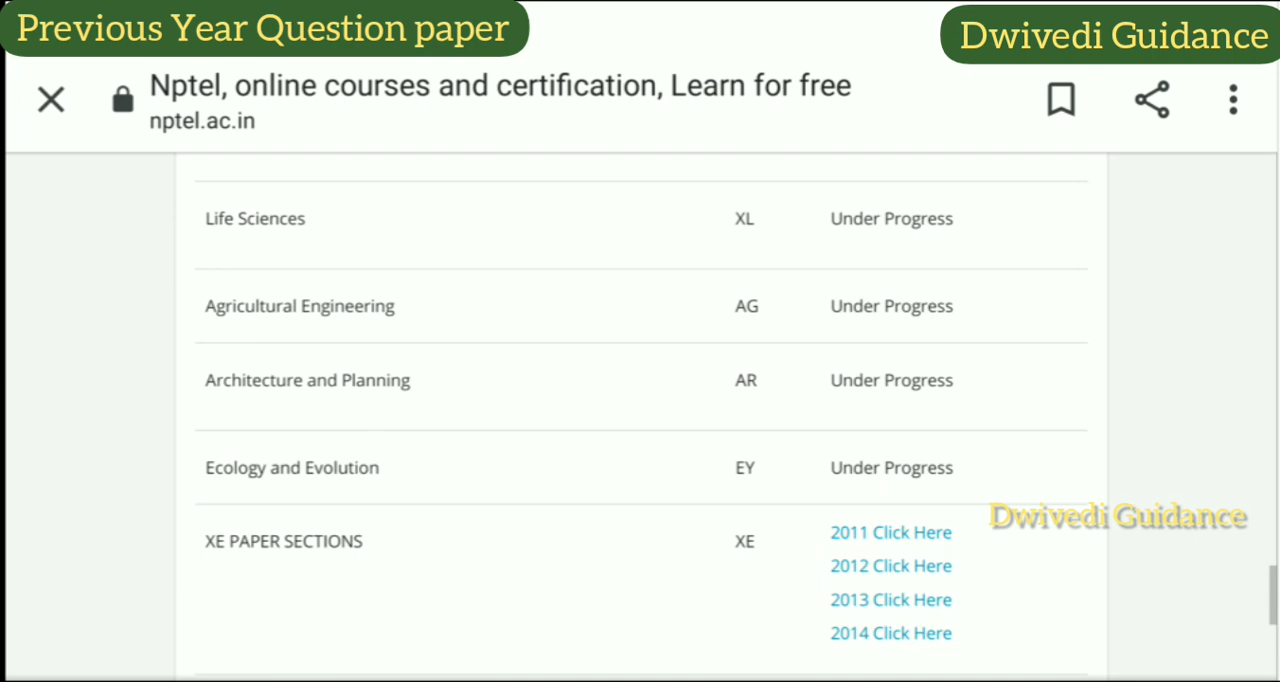 Previous Year Question paper
Dwivedi Guidance
Nptel, online courses and certification, Learn for free
nptel.ac.in
Life Sciences XL Under Progress
Agricultural Engineering AG Under Progress
Architecture and Planning AR Under Progress
Ecology and Evolution EY Under Progress
Dwivedi Guidance
XE PAPER SECTIONS XE 2011 Click Here
2012 Click Here
2013 Click Here
2014 Click Here